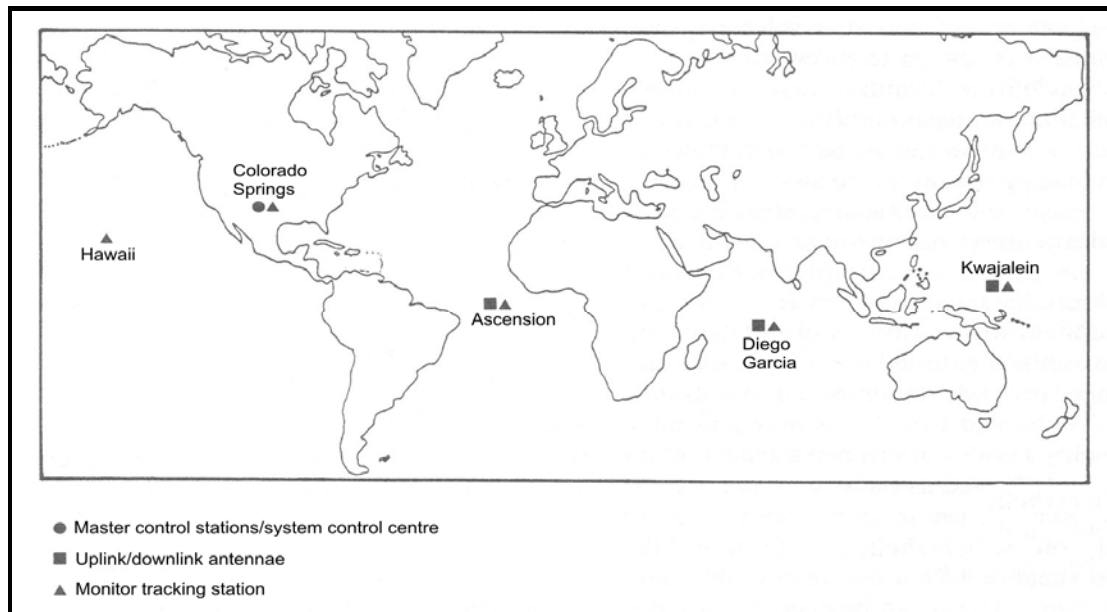 Colorado
Springs
Hawaii
Ascension
Diego
Garcia
Kwajalein
Master control stations/system control centre
Uplink/downlink antennae
Monitor tracking station